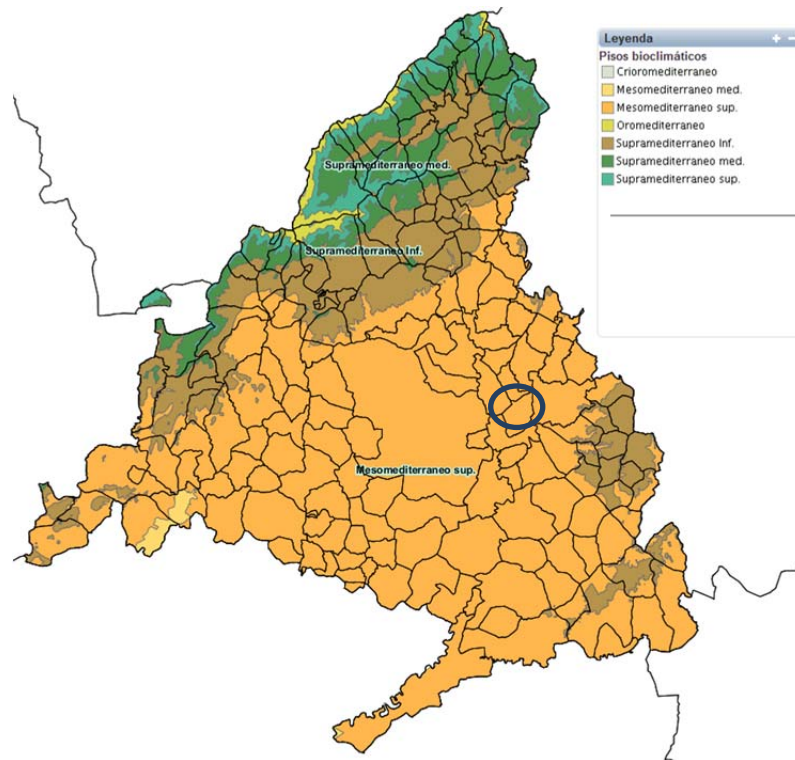 Leyenda
Pisos bioclimáticos
Crioromediterraneo
Mesomediterraneo med.
Mesomediterraneo sup.
Oromediterraneo
Supramediterraneo Inf.
Supramediterraneo med.
Supramediterraneo sup.
Supramediterraneo med.
Supramediterraneo Inf.
Mesomediterraneo sup.